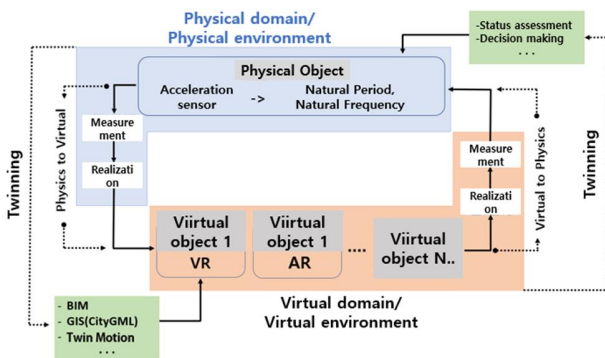 Physical domain/
Physical environment
-Status assessment
-Decision making
...
Physical Object
Acceleration
sensor
->
Natural Period,
Natural Frequency
Twinning
Physics to Virtual
Measure
ment
Realizati
on
Measure
ment
Realizati
on
Virtual to Physics
Twinning
Viirtual
object 1
VR
Viirtual
object 1
AR
....
Viirtual
object N..
Virtual domain/
Virtual environment
- BIM
- GIS(CityGML)
- Twin Motion
...